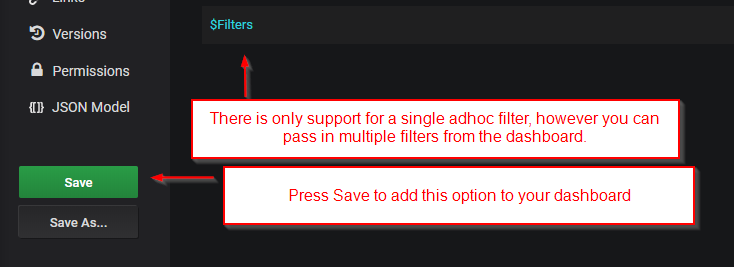 Links
$Filters
Versions
Permissions
JSON Model
There is only support for a single adhoc filter, however you can
pass in multiple filters from the dashboard.
Save
Press Save to add this option to your dashboard
Save As...